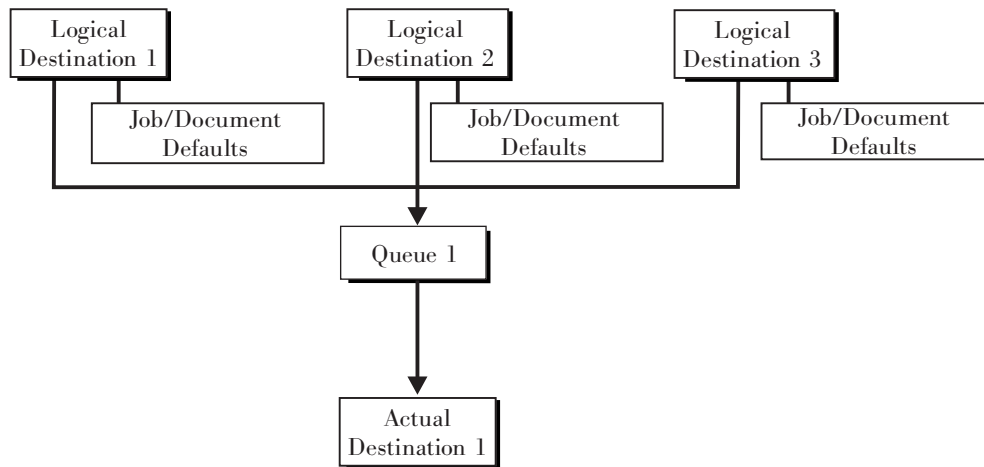 Logical
Destination 1
Logical
Destination 2
Logical
Destination 3
Job/Document
Defaults
Job/Document
Defaults
Job/Document
Defaults
Queue 1
Actual
Destination 1